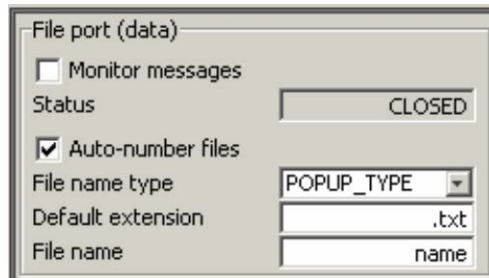 File port (data)
Monitor messages
Status CLOSED
Auto-number files
File name type POPUP_TYPE
Default extension .txt
File name name